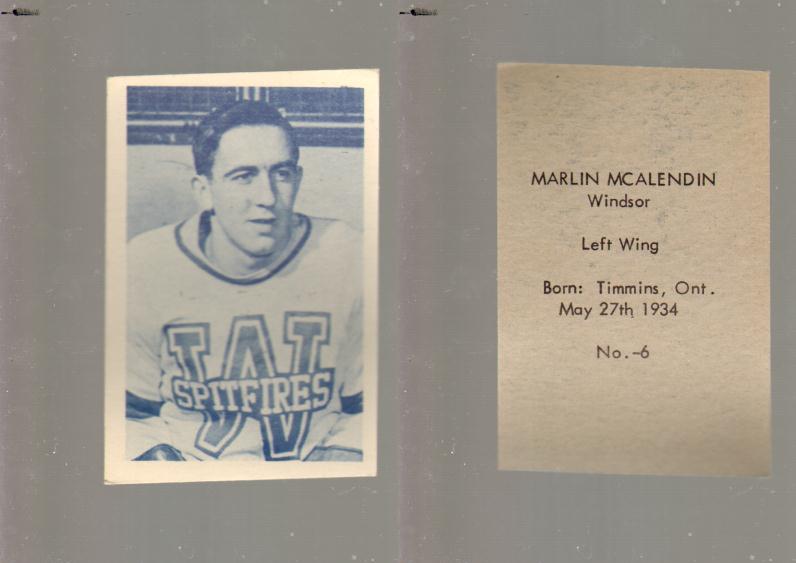 W
SPITFIRES
MARLIN MCALENDIN
Windsor
Left Wing
Born: Timmins, Ont.
May 27th 1934
No.-6